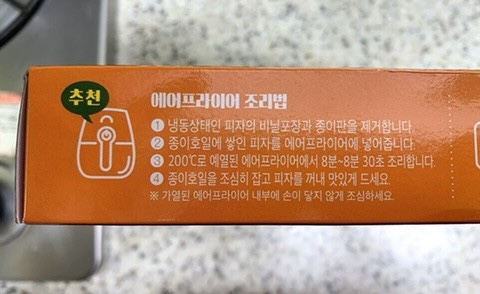 추천
에어프라이어 조리법
1 냉동상태인 피자의 비닐포장과 종이판을 제거합니다.
2 종이호일에 쌓인 피자를 에어프라이어에 넣어줍니다.
3 200℃로 예열된 에어프라이어에서 8분~8분 30초 조리합니다.
4 종이호일을 조심히 잡고 피자를 꺼내 맛있게 드세요.
※ 가열된 에어프라이어 내부에 손이 닿지 않게 조심하세요.